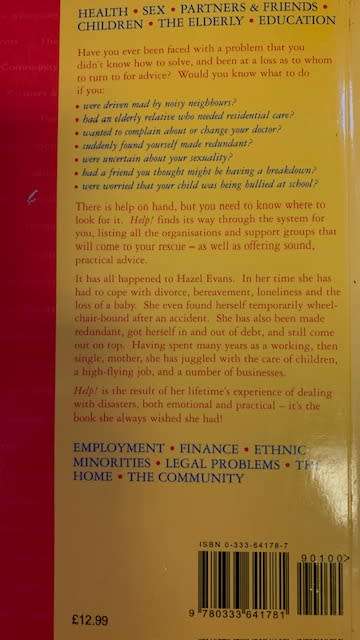 HEALTH • SEX • PARTNERS & FRIENDS •
CHILDREN • THE ELDERLY • EDUCATION
Have you ever been faced with a problem that you
didn't know how to solve, and been at a loss as to whom
to turn to for advice? Would you know what to do
if you:
• were driven mad by noisy neighbours?
• had an elderly relative who needed residential care?
• wanted to complain about or change your doctor?
• suddenly found yourself made redundant?
• were uncertain about your sexuality?
• had a friend you thought might be having a breakdown?
• were worried that your child was being bullied at school?
There is help on hand, but you need to know where to
look for it. Help! finds its way through the system for
you, listing all the organisations and support groups that
will come to your rescue – as well as offering sound,
practical advice.
It has all happened to Hazel Evans. In her time she has
had to cope with divorce, bereavement, loneliness and the
loss of a baby. She even found herself temporarily wheel-
chair-bound after an accident. She has also been made
redundant, got herself in and out of debt, and still come
out on top. Having spent many years as a working, then
single, mother, she has juggled with the care of children,
a high-flying job, and a number of businesses.
Help! is the result of her lifetime's experience of dealing
with disasters, both emotional and practical – it's the
book she always wished she had!
EMPLOYMENT • FINANCE • ETHNIC
MINORITIES • LEGAL PROBLEMS • THE
HOME • THE COMMUNITY
ISBN 0-333-64178-7
90100>
9 780333 641781
£12.99